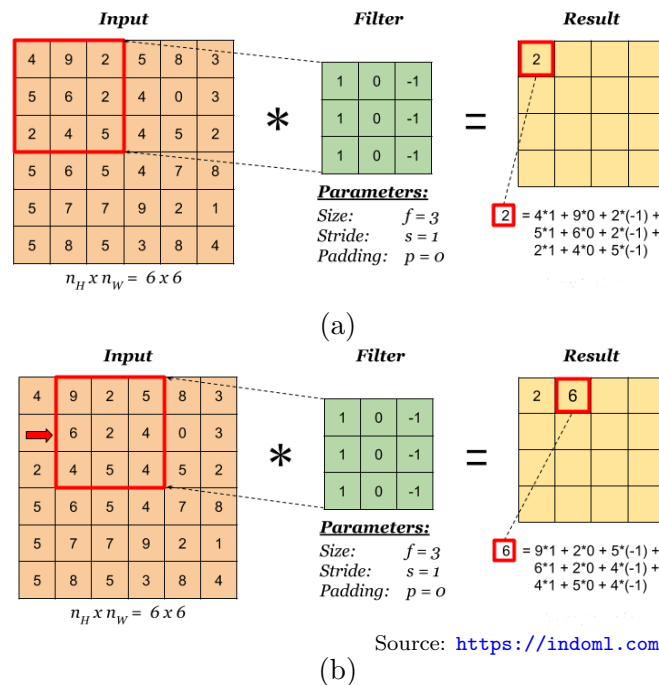 Input Filter Result
4 9 2 5 8 3
5 6 2 4 0 3
2 4 5 4 5 2
5 6 5 4 7 8
5 7 7 9 2 1
5 8 5 3 8 4
n_H x n_W = 6 x 6
*
1 0 -1
1 0 -1
1 0 -1
Parameters:
Size: f = 3
Stride: s = 1
Padding: p = 0
=
2
2 = 4*1 + 9*0 + 2*(-1) +
5*1 + 6*0 + 2*(-1) +
2*1 + 4*0 + 5*(-1)
(a)
Input Filter Result
4 9 2 5 8 3
6 2 4 0 3
2 4 5 4 5 2
5 6 5 4 7 8
5 7 7 9 2 1
5 8 5 3 8 4
n_H x n_W = 6 x 6
*
1 0 -1
1 0 -1
1 0 -1
Parameters:
Size: f = 3
Stride: s = 1
Padding: p = 0
=
2 6
6 = 9*1 + 2*0 + 5*(-1) +
6*1 + 2*0 + 4*(-1) +
4*1 + 5*0 + 4*(-1)
Source: https://indoml.com
(b)